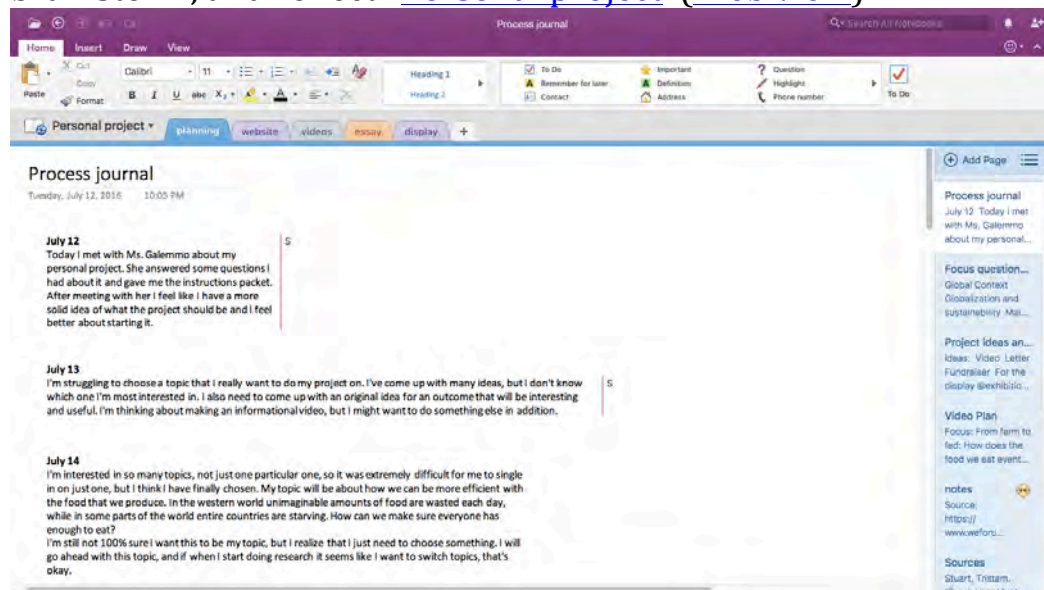 Process journal
Search All Notebooks
Home Insert Draw View
Cut
Calibri 11
Heading 1
To Do
Important
Question
Copy
Remember for later
Definition
Highlight
Paste
Format
B I U abc X₂ A
Heading 2
Contact
Address
Phone number
To Do
Personal project planning website videos essay display +
Add Page
Process journal
Tuesday, July 12, 2016 10:05 PM
July 12 S
Today I met with Ms. Galemmo about my
personal project. She answered some questions I
had about it and gave me the instructions packet.
After meeting with her I feel like I have a more
solid idea of what the project should be and I feel
better about starting it.
July 13
I'm struggling to choose a topic that I really want to do my project on. I've come up with many ideas, but I don't know S
which one I'm most interested in. I also need to come up with an original idea for an outcome that will be interesting
and useful. I'm thinking about making an informational video, but I might want to do something else in addition.
July 14
I'm interested in so many topics, not just one particular one, so it was extremely difficult for me to single
in on just one, but I think I have finally chosen. My topic will be about how we can be more efficient with
the food that we produce. In the western world unimaginable amounts of food are wasted each day,
while in some parts of the world entire countries are starving. How can we make sure everyone has
enough to eat?
I'm still not 100% sure I want this to be my topic, but I realize that I just need to choose something. I will
go ahead with this topic, and if when I start doing research it seems like I want to switch topics, that's
okay.
Process journal
July 12 Today I met
with Ms. Galemmo
about my personal...
Focus question...
Global Context
Globalization and
sustainability Mai...
Project ideas an...
Ideas: Video Letter
Fundraiser For the
display @exhibitio...
Video Plan
Focus: From farm to
fed: How does the
food we eat event...
notes
Source:
https://
www.weforu...
Sources
Stuart, Tristam.